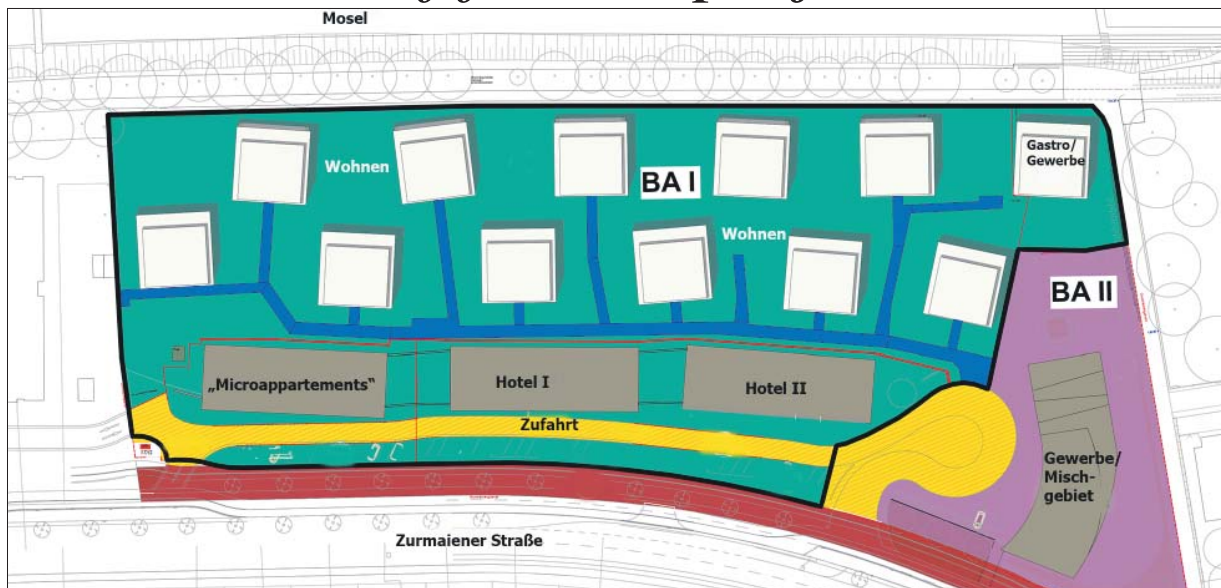 Mosel
Wohnen
BA I
Gastro/
Gewerbe
Wohnen
BA II
„Microappartements“
Hotel I
Hotel II
Zufahrt
Gewerbe/
Misch-
gebiet
Zurmaiener Straße